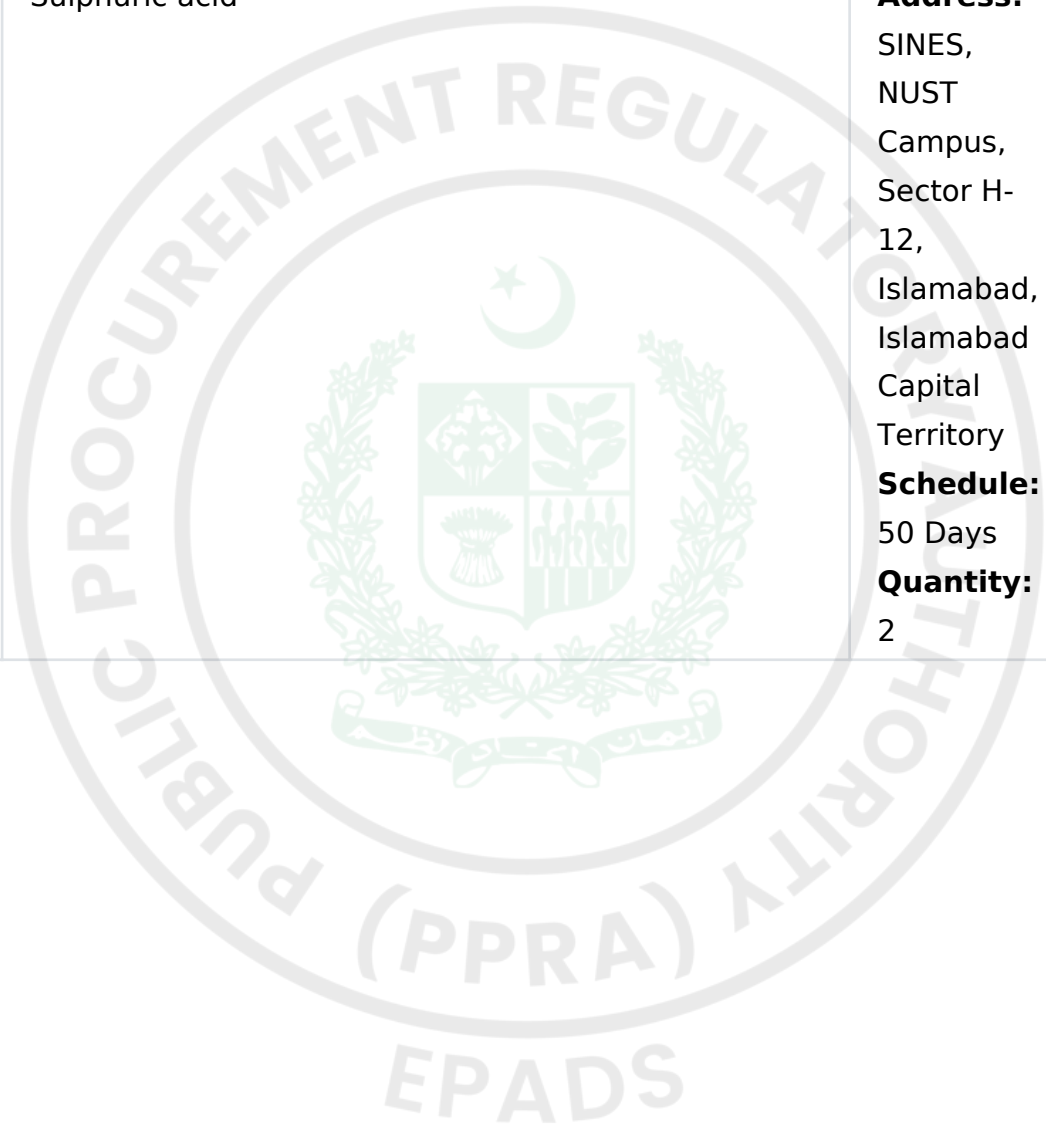 Sulphuric acid
Address:
SINES,
NUST
Campus,
Sector H-
12,
Islamabad,
Islamabad
Capital
Territory
Schedule:
50 Days
Quantity:
2
PUBLIC PROCUREMENT REGULATORY AUTHORITY
(PPRA)
EPADS